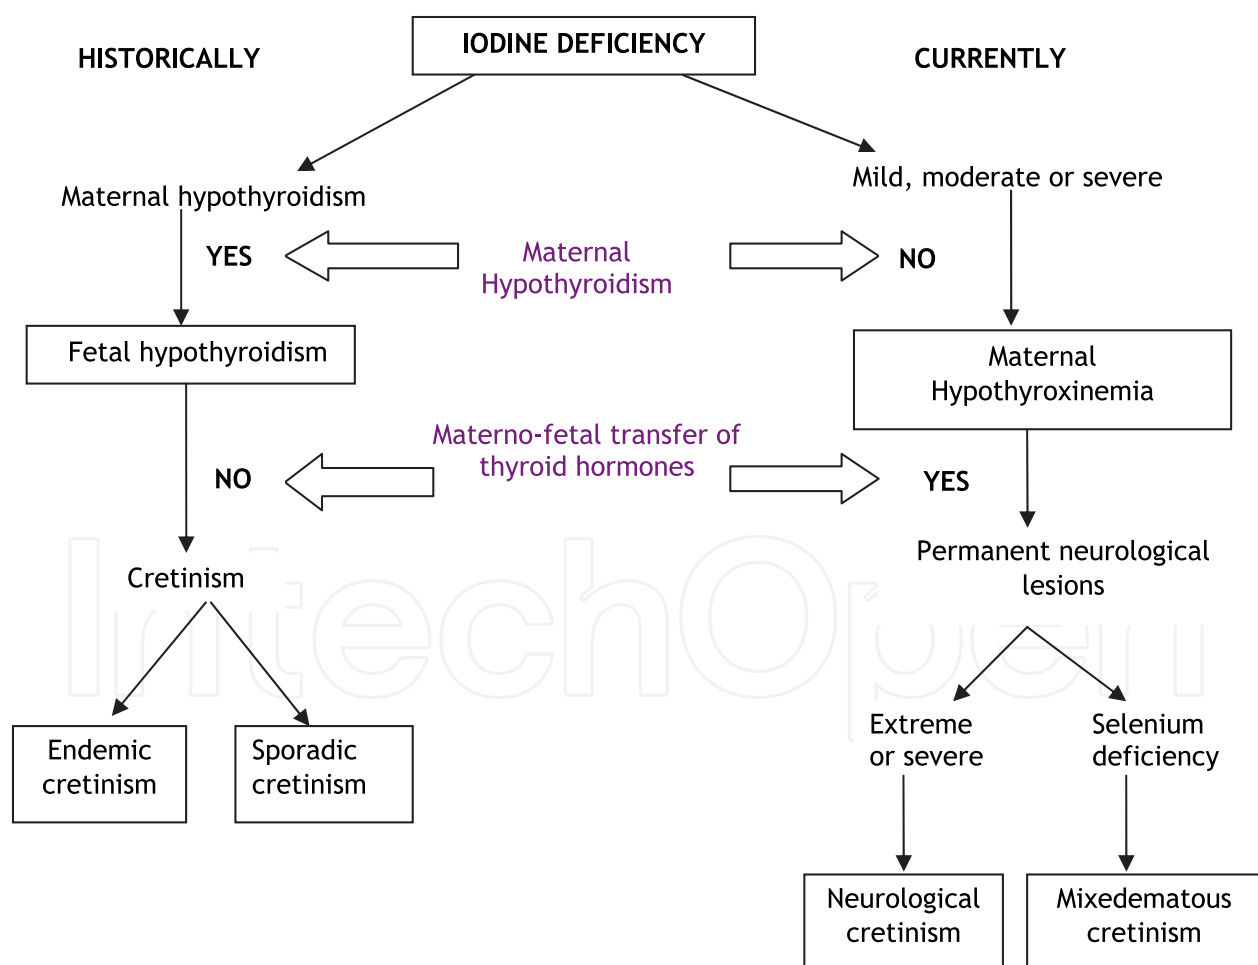 HISTORICALLY
IODINE DEFICIENCY
CURRENTLY
Maternal hypothyroidism
Mild, moderate or severe
YES
Maternal
Hypothyroidism
NO
Fetal hypothyroidism
Maternal
Hypothyroxinemia
Materno-fetal transfer of
thyroid hormones
NO
YES
Cretinism
Permanent neurological
lesions
IntechOpen
Endemic
cretinism
Sporadic
cretinism
Extreme
or severe
Selenium
deficiency
Neurological
cretinism
Mixedematous
cretinism